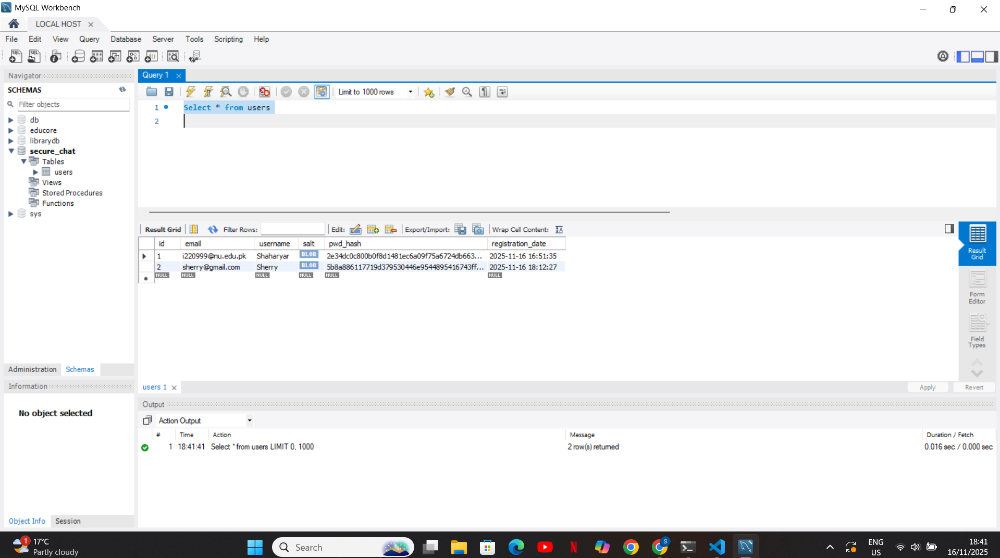 MySQL Workbench
LOCAL HOST
File Edit View Query Database Server Tools Scripting Help
Navigator
SCHEMAS
Filter objects
db
educore
librarydb
secure_chat
Tables
users
Views
Stored Procedures
Functions
sys
Administration Schemas
Information
No object selected
Object Info Session
Query 1
Limit to 1000 rows
1 Select * from users
2
Result Grid Filter Rows: Edit: Export/Import: Wrap Cell Content:
id email username salt pwd_hash registration_date
1 i220999@nu.edu.pk Shaharyar BLOB 2e34dc0c800b0f8d1481ec6a09f75a6724db663... 2025-11-16 16:51:35
2 sherry@gmail.com Sherry BLOB 5b8a886117719d379530446e9544895416743ff... 2025-11-16 18:12:27
NULL NULL NULL NULL NULL NULL
Result
Grid
Form
Editor
Field
Types
users 1
Apply Revert
Output
Action Output
# Time Action Message Duration / Fetch
1 18:41:41 Select * from users LIMIT 0, 1000 2 row(s) returned 0.016 sec / 0.000 sec
1
17°C
Partly cloudy
Search
S
ENG
US
18:41
16/11/2025